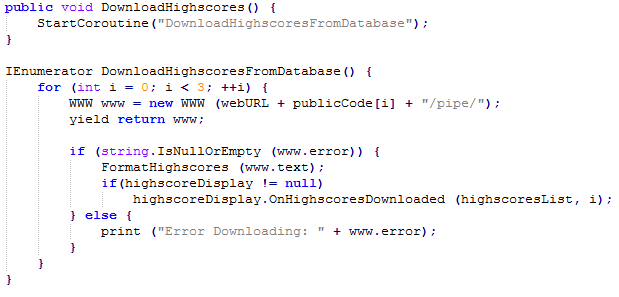 public void DownloadHighscores() {
    StartCoroutine("DownloadHighscoresFromDatabase");
}

IEnumerator DownloadHighscoresFromDatabase() {
    for (int i = 0; i < 3; ++i) {
        WWW www = new WWW (webURL + publicCode[i] + "/pipe/");
        yield return www;

        if (string.IsNullOrEmpty (www.error)) {
            FormatHighscores (www.text);
            if(highscoreDisplay != null)
                highscoreDisplay.OnHighscoresDownloaded (highscoresList, i);
        } else {
            print ("Error Downloading: " + www.error);
        }
    }
}